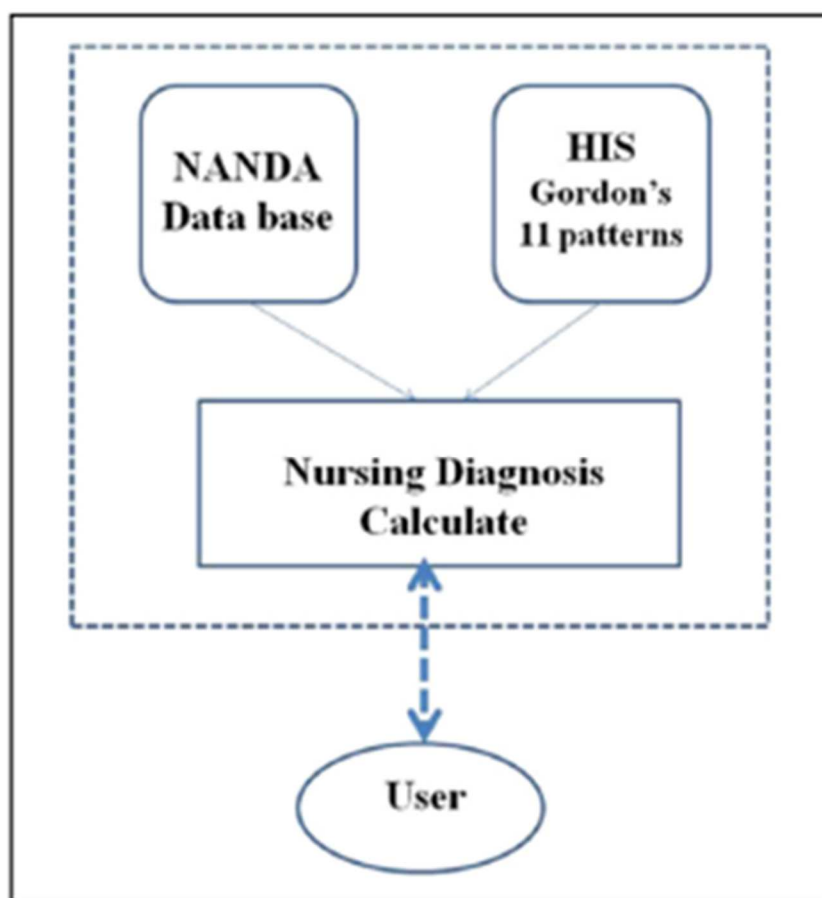 NANDA
Data base
HIS
Gordon's
11 patterns
Nursing Diagnosis
Calculate
User